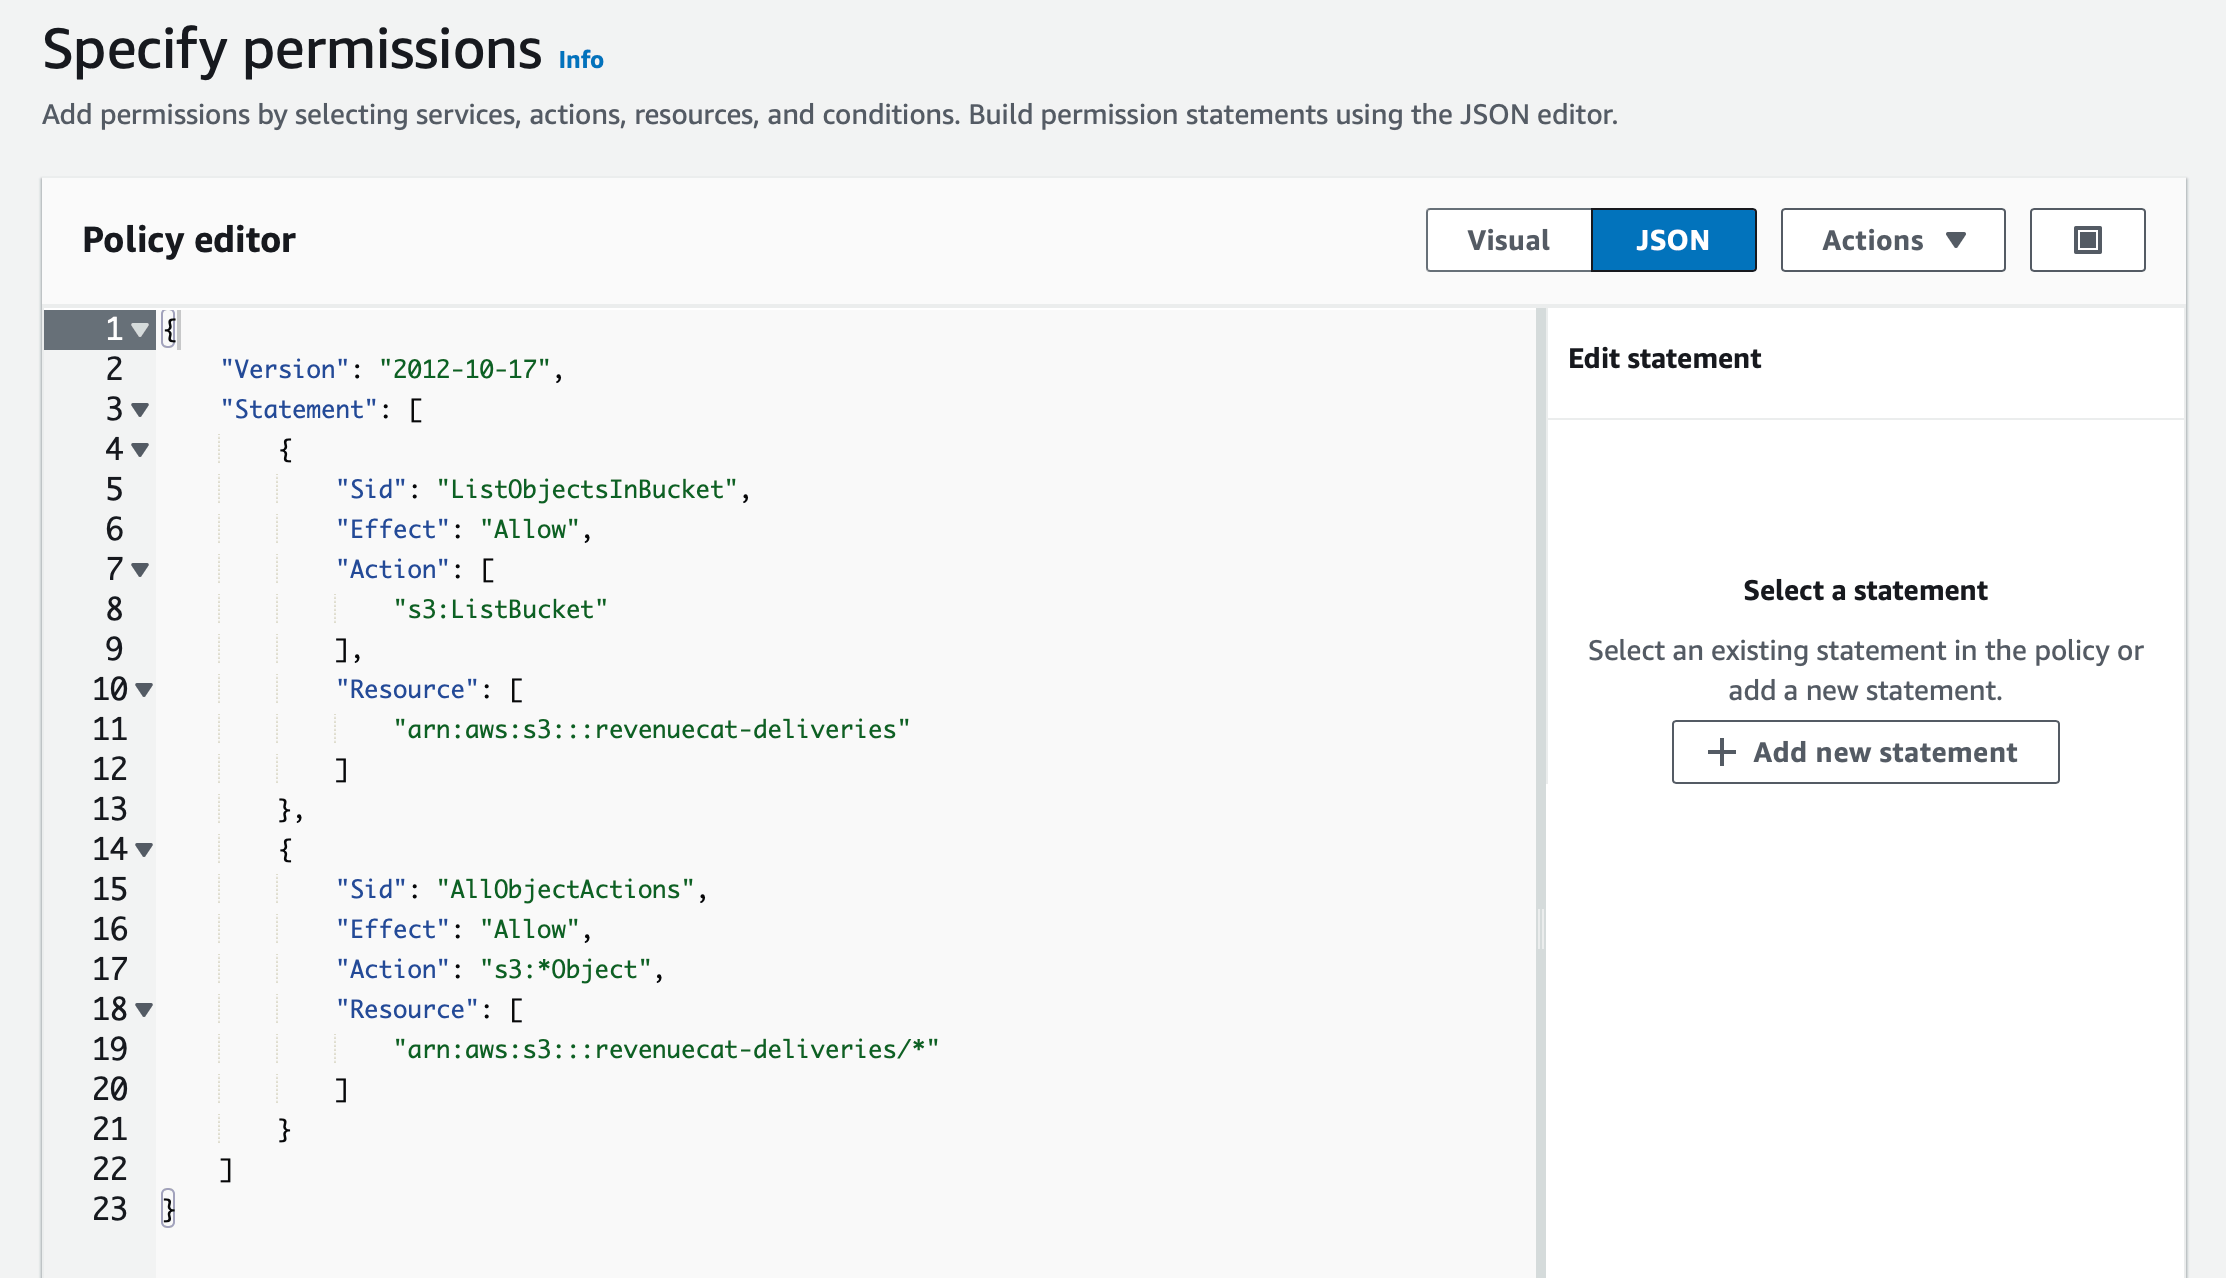 Specify permissions Info
Add permissions by selecting services, actions, resources, and conditions. Build permission statements using the JSON editor.
Policy editor
Visual
JSON
Actions
1 {
2     "Version": "2012-10-17",
3     "Statement": [
4         {
5             "Sid": "ListObjectsInBucket",
6             "Effect": "Allow",
7             "Action": [
8                 "s3:ListBucket"
9             ],
10             "Resource": [
11                 "arn:aws:s3:::revenuecat-deliveries"
12             ]
13         },
14         {
15             "Sid": "AllObjectActions",
16             "Effect": "Allow",
17             "Action": "s3:*Object",
18             "Resource": [
19                 "arn:aws:s3:::revenuecat-deliveries/*"
20             ]
21         }
22     ]
23 }
Edit statement
Select a statement
Select an existing statement in the policy or
add a new statement.
Add new statement